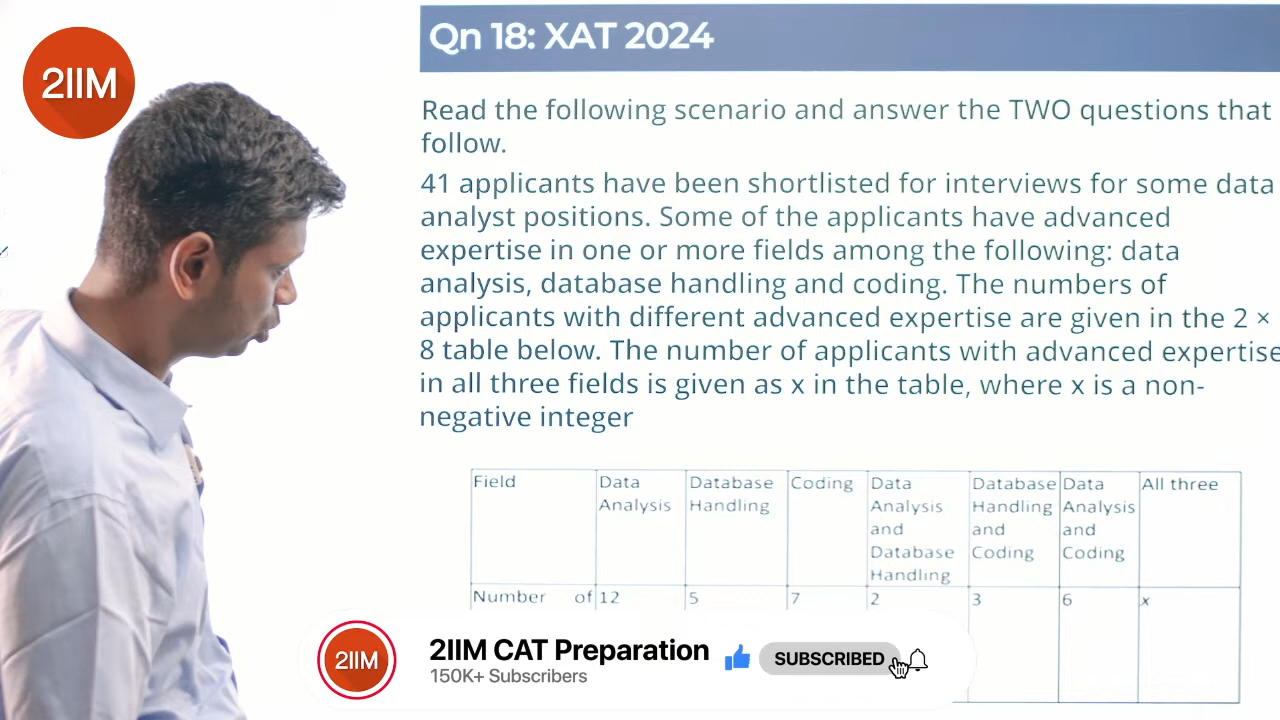 2IIM
Qn 18: XAT 2024
Read the following scenario and answer the TWO questions that
follow.
41 applicants have been shortlisted for interviews for some data
analyst positions. Some of the applicants have advanced
expertise in one or more fields among the following: data
analysis, database handling and coding. The numbers of
applicants with different advanced expertise are given in the 2 ×
8 table below. The number of applicants with advanced expertise
in all three fields is given as x in the table, where x is a non-
negative integer
Field
Data
Analysis
Database
Handling
Coding
Data
Analysis
and
Database
Handling
Database
Handling
and
Coding
Data
Analysis
and
Coding
All three
Number of 12 5 7 2 3 6 x
2IIM
2IIM CAT Preparation
150K+ Subscribers
SUBSCRIBED